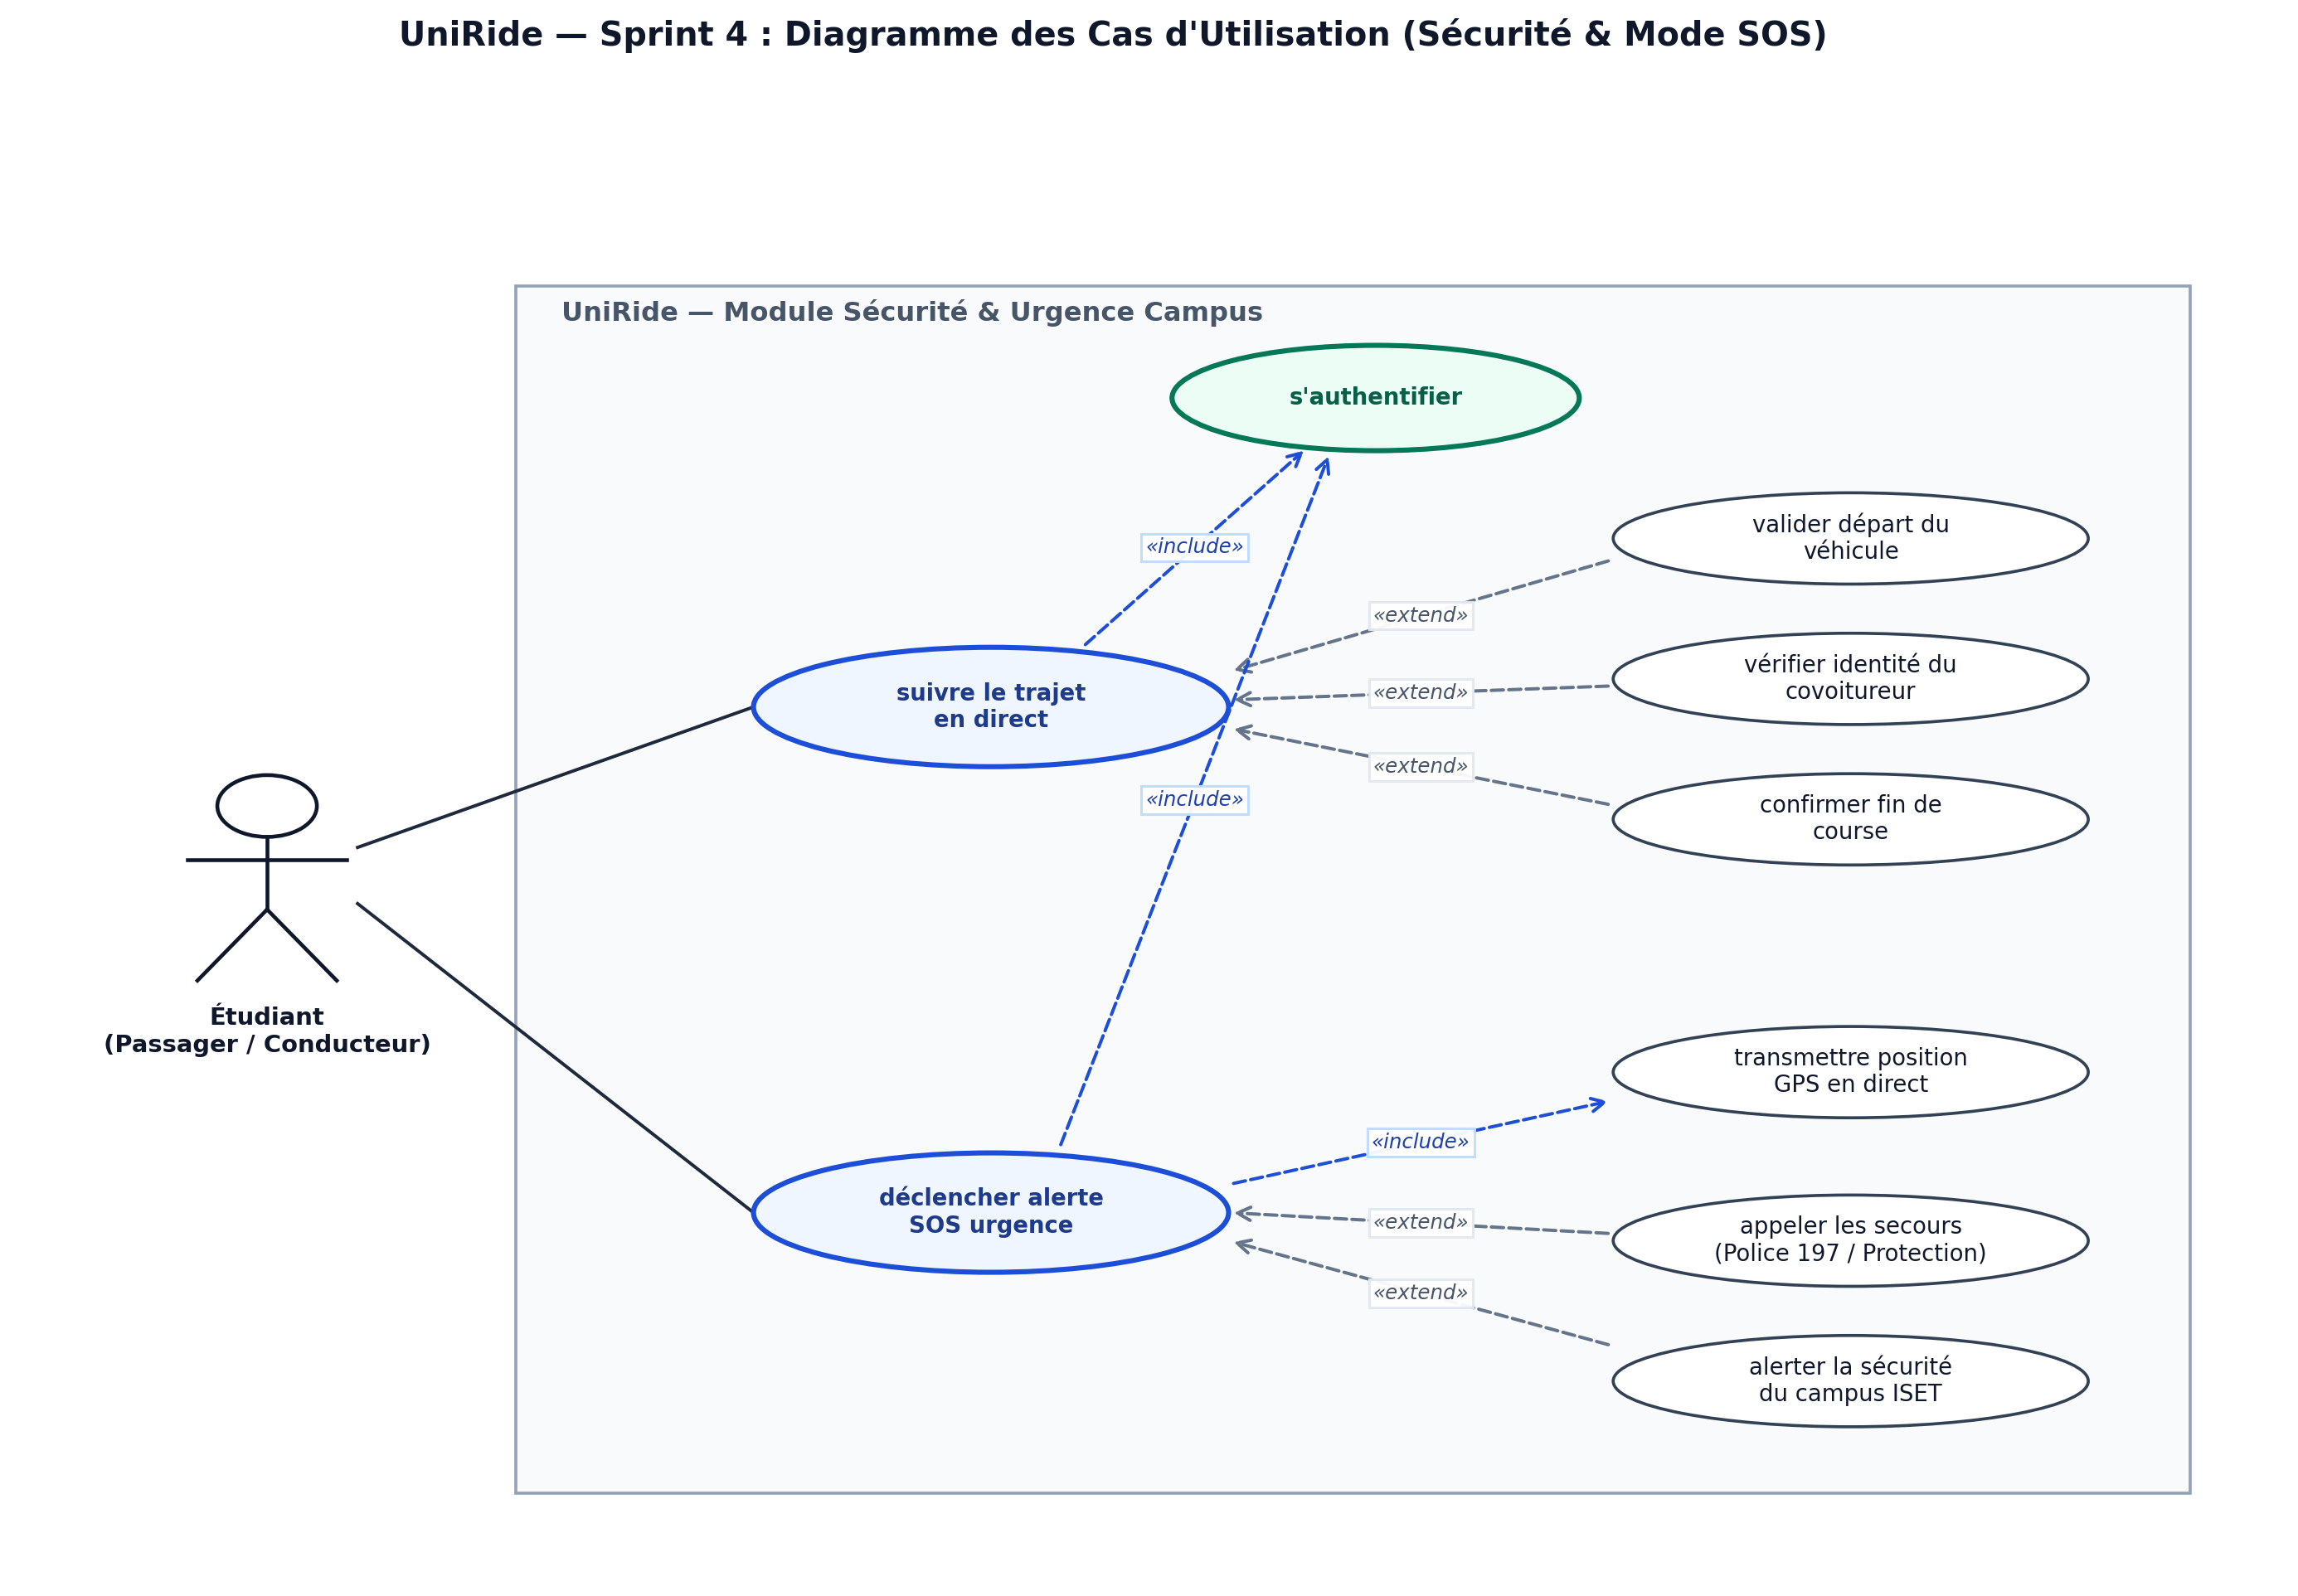 UniRide — Sprint 4 : Diagramme des Cas d'Utilisation (Sécurité & Mode SOS)
UniRide — Module Sécurité & Urgence Campus
s'authentifier
valider départ du
véhicule
«include»
«extend»
vérifier identité du
covoitureur
suivre le trajet
en direct
«extend»
«extend»
«include»
confirmer fin de
course
Étudiant
(Passager / Conducteur)
transmettre position
GPS en direct
«include»
déclencher alerte
SOS urgence
«extend»
appeler les secours
(Police 197 / Protection)
«extend»
alerter la sécurité
du campus ISET